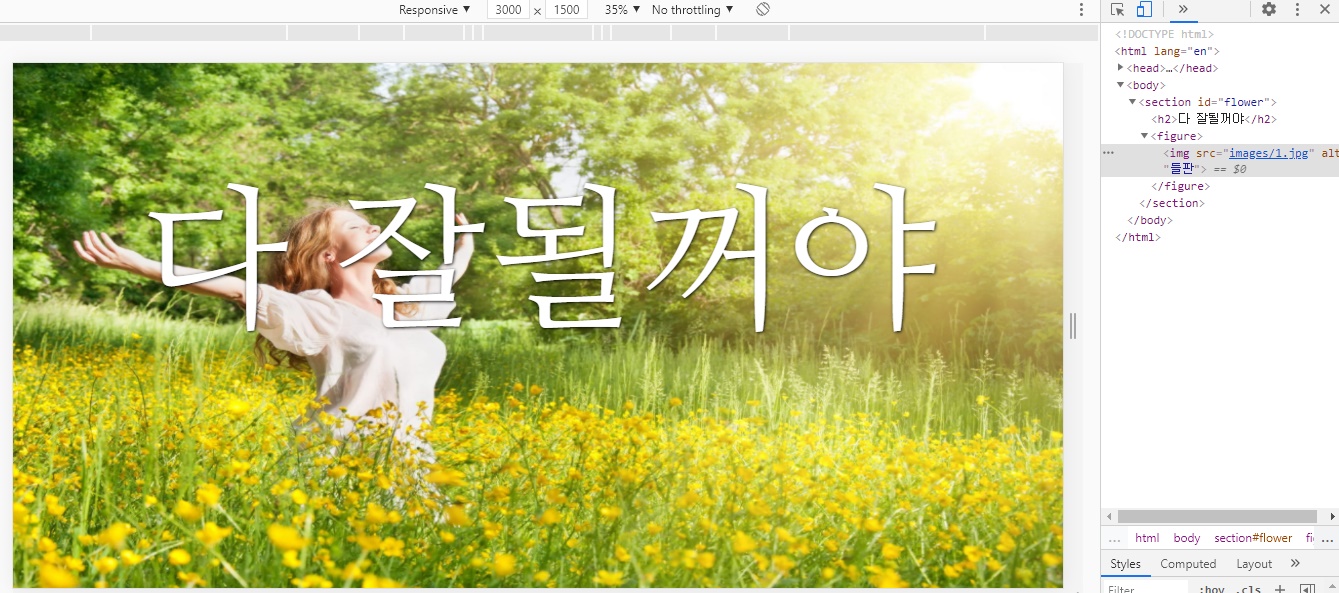 Responsive ▼ 3000 × 1500 35% ▼ No throttling ▼
다 잘될꺼야
<!DOCTYPE html>
<html lang="en">
<head>…</head>
<body>
<section id="flower">
<h2>다 잘될꺼야</h2>
<figure>
<img src="images/1.jpg" alt
"들판"> == $0
</figure>
</section>
</body>
</html>
... html body section#flower ...
Styles Computed Layout
Filter :hov .cls +